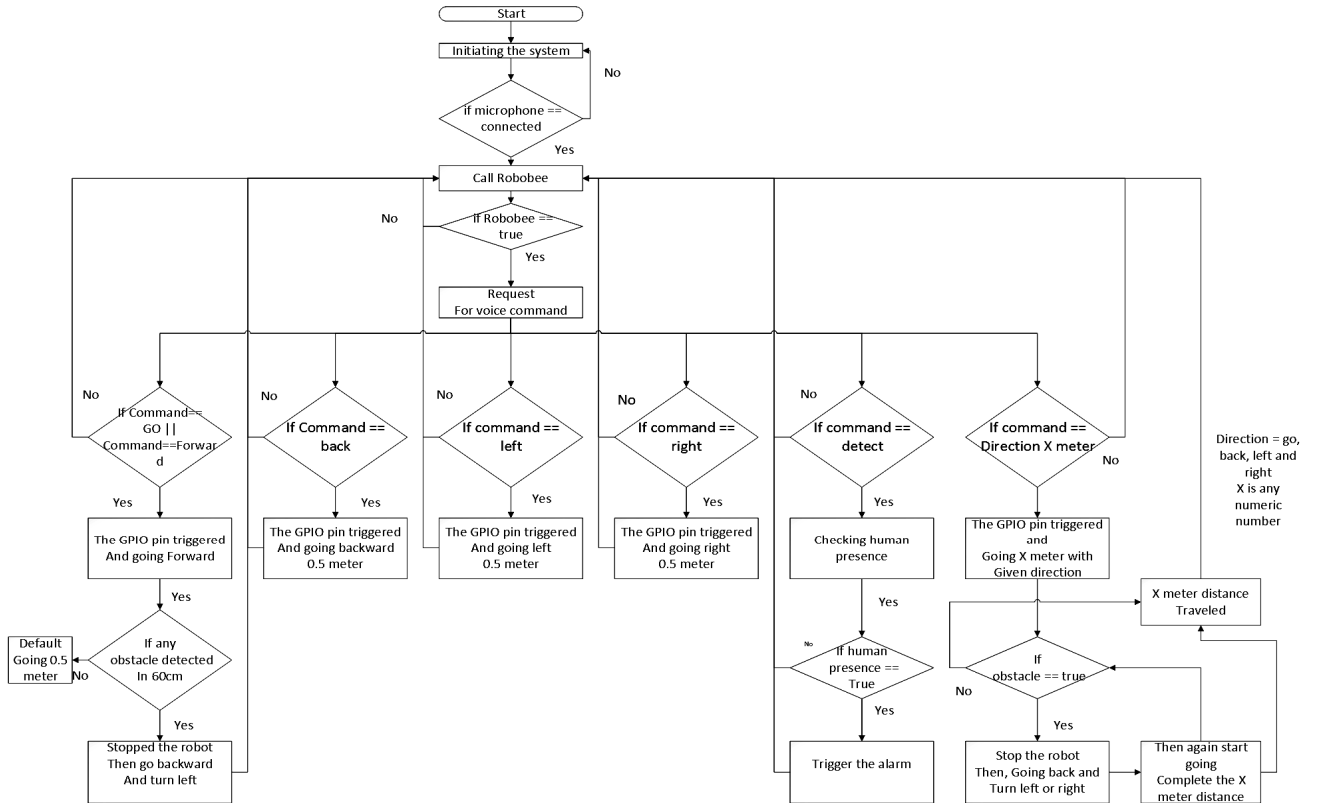 Start
Initiating the system
No
if microphone ==
connected
Yes
Call Robobee
No
if Robobee ==
true
Yes
Request
For voice command
No
If Command==
GO ||
Command==Forwar
d
Yes
No
If Command ==
back
Yes
No
If command ==
left
Yes
No
If command ==
right
Yes
No
If command ==
detect
Yes
If command ==
Direction X meter
No
Direction = go,
back, left and
right
X is any
numeric
number
The GPIO pin triggered
And going Forward
The GPIO pin triggered
And going backward
0.5 meter
The GPIO pin triggered
And going left
0.5 meter
The GPIO pin triggered
And going right
0.5 meter
Checking human
presence
The GPIO pin triggered
and
Going X meter with
Given direction
Yes
Yes
X meter distance
Traveled
Default
Going 0.5
meter
No
If any
obstacle detected
In 60cm
Yes
No
If human
presence ==
True
Yes
If
obstacle == true
No
Yes
Stopped the robot
Then go backward
And turn left
Trigger the alarm
Stop the robot
Then, Going back and
Turn left or right
Then again start
going
Complete the X
meter distance